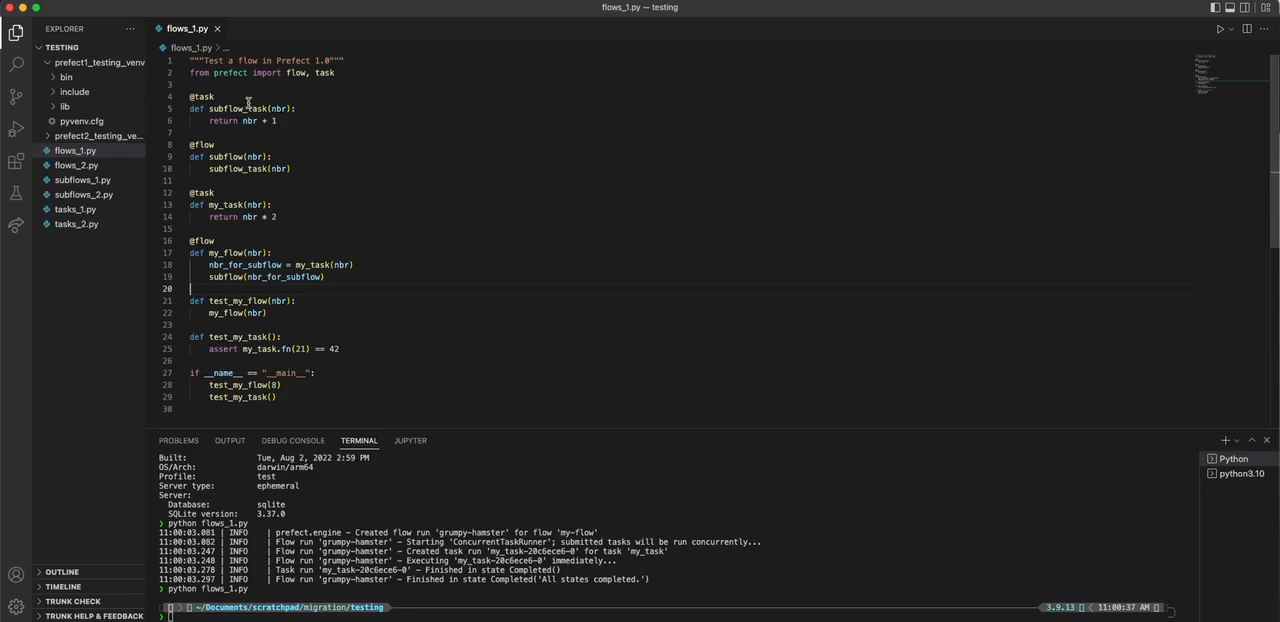 flows_1.py — testing
EXPLORER
TESTING
prefect1_testing_venv
bin
include
lib
pyvenv.cfg
prefect2_testing_ve...
flows_1.py
flows_2.py
subflows_1.py
subflows_2.py
tasks_1.py
tasks_2.py
OUTLINE
TIMELINE
TRUNK CHECK
TRUNK HELP & FEEDBACK
flows_1.py
flows_1.py > ...
1 """Test a flow in Prefect 1.0"""
2 from prefect import flow, task
3
4 @task
5 def subflow_task(nbr):
6 return nbr + 1
7
8 @flow
9 def subflow(nbr):
10 subflow_task(nbr)
11
12 @task
13 def my_task(nbr):
14 return nbr * 2
15
16 @flow
17 def my_flow(nbr):
18 nbr_for_subflow = my_task(nbr)
19 subflow(nbr_for_subflow)
20
21 def test_my_flow(nbr):
22 my_flow(nbr)
23
24 def test_my_task():
25 assert my_task.fn(21) == 42
26
27 if __name__ == "__main__":
28 test_my_flow(8)
29 test_my_task()
30
PROBLEMS OUTPUT DEBUG CONSOLE TERMINAL JUPYTER
Built: Tue, Aug 2, 2022 2:59 PM
OS/Arch: darwin/arm64
Profile: test
Server type: ephemeral
Server:
Database: sqlite
SQLite version: 3.37.0
❯ python flows_1.py
11:00:03.081 | INFO | prefect.engine - Created flow run 'grumpy-hamster' for flow 'my-flow'
11:00:03.082 | INFO | Flow run 'grumpy-hamster' - Starting 'ConcurrentTaskRunner'; submitted tasks will be run concurrently...
11:00:03.247 | INFO | Flow run 'grumpy-hamster' - Created task run 'my_task-20c6ece6-0' for task 'my_task'
11:00:03.248 | INFO | Flow run 'grumpy-hamster' - Executing 'my_task-20c6ece6-0' immediately...
11:00:03.278 | INFO | Task run 'my_task-20c6ece6-0' - Finished in state Completed()
11:00:03.297 | INFO | Flow run 'grumpy-hamster' - Finished in state Completed('All states completed.')
❯ python flows_1.py
~/Documents/scratchpad/migration/testing 3.9.13 11:00:37 AM
❯
Python
python3.10